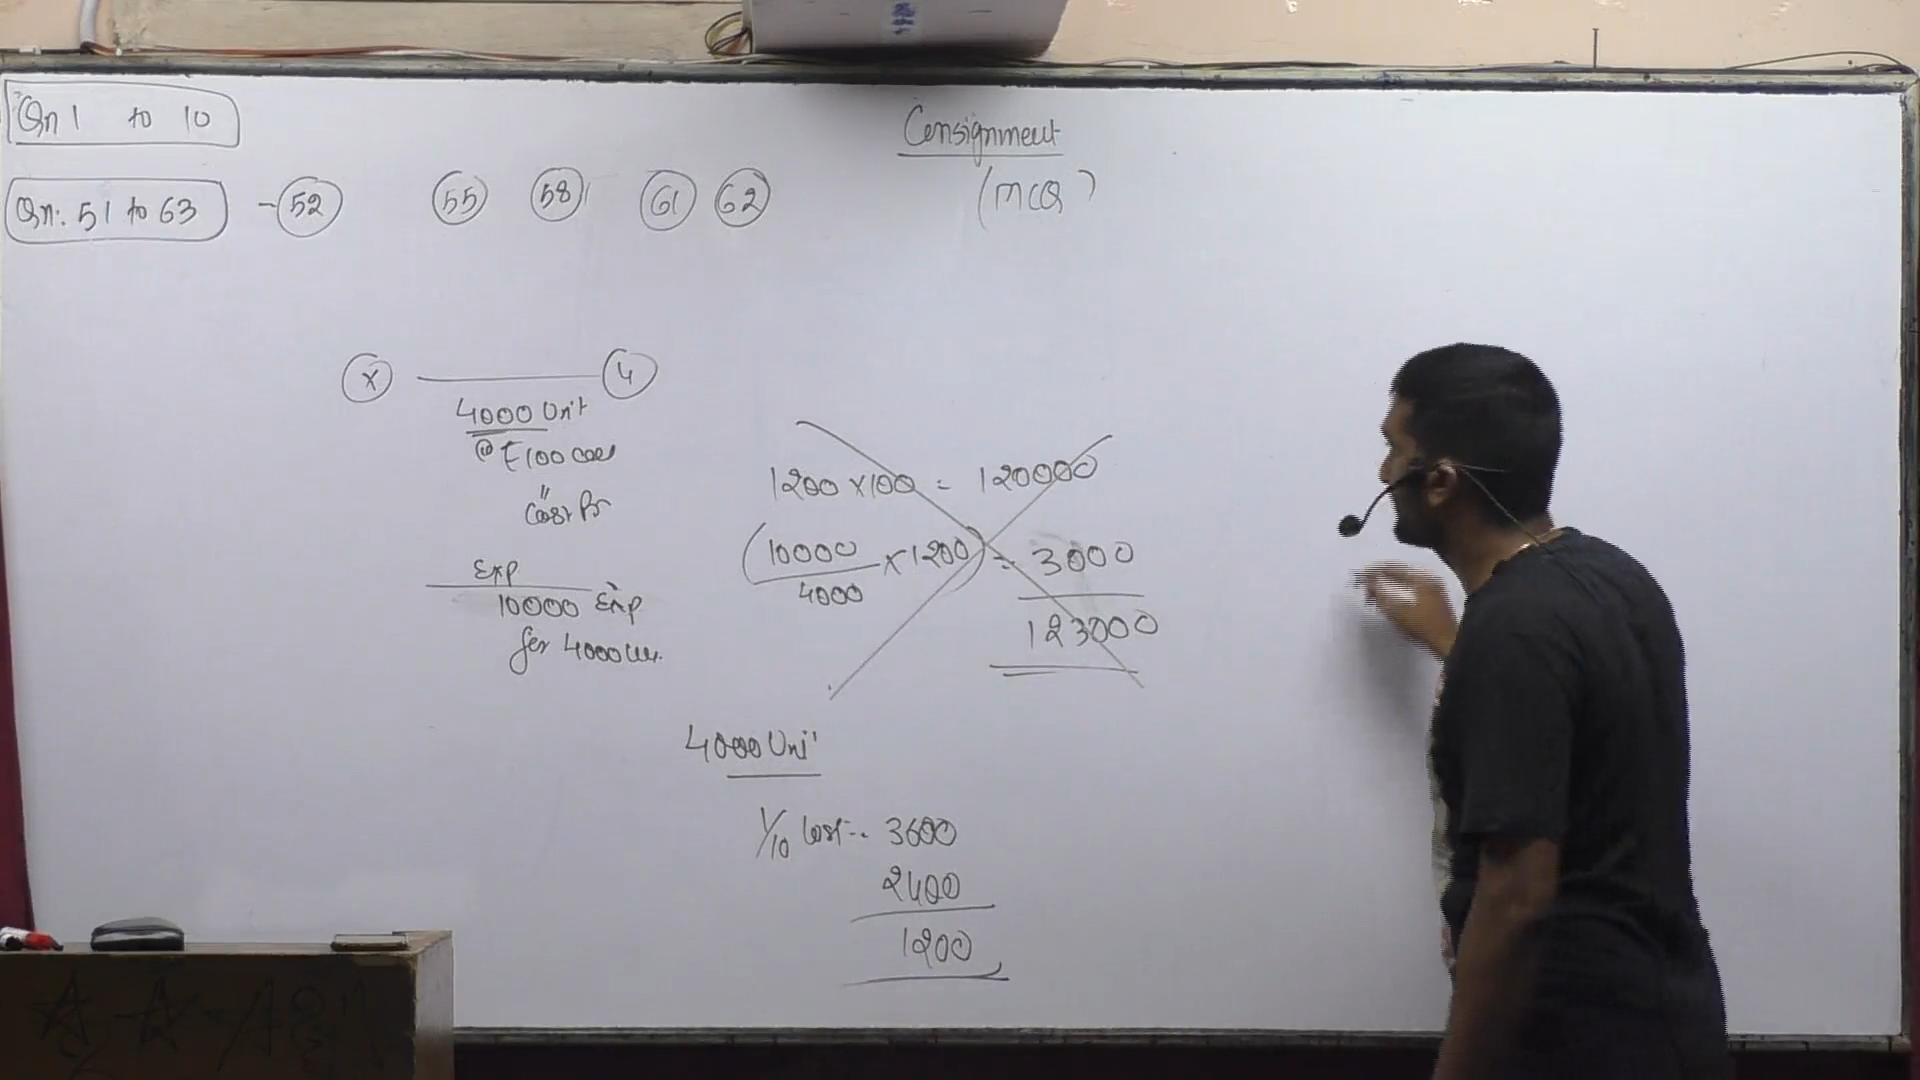 Qn 1 to 10
Consignment
(MCQ)
Qn: 51 to 63 - 52 55 58 61 62
X 4
4000 Unit
@ ₹100
"
Cost Pr
Exp
10000 Exp
for 4000 Un.
1200 x 100 = 120000
(10000/4000 x 1200) = 3000
123000
4000 Uni
1/10 Lost = 3600
2400
1200